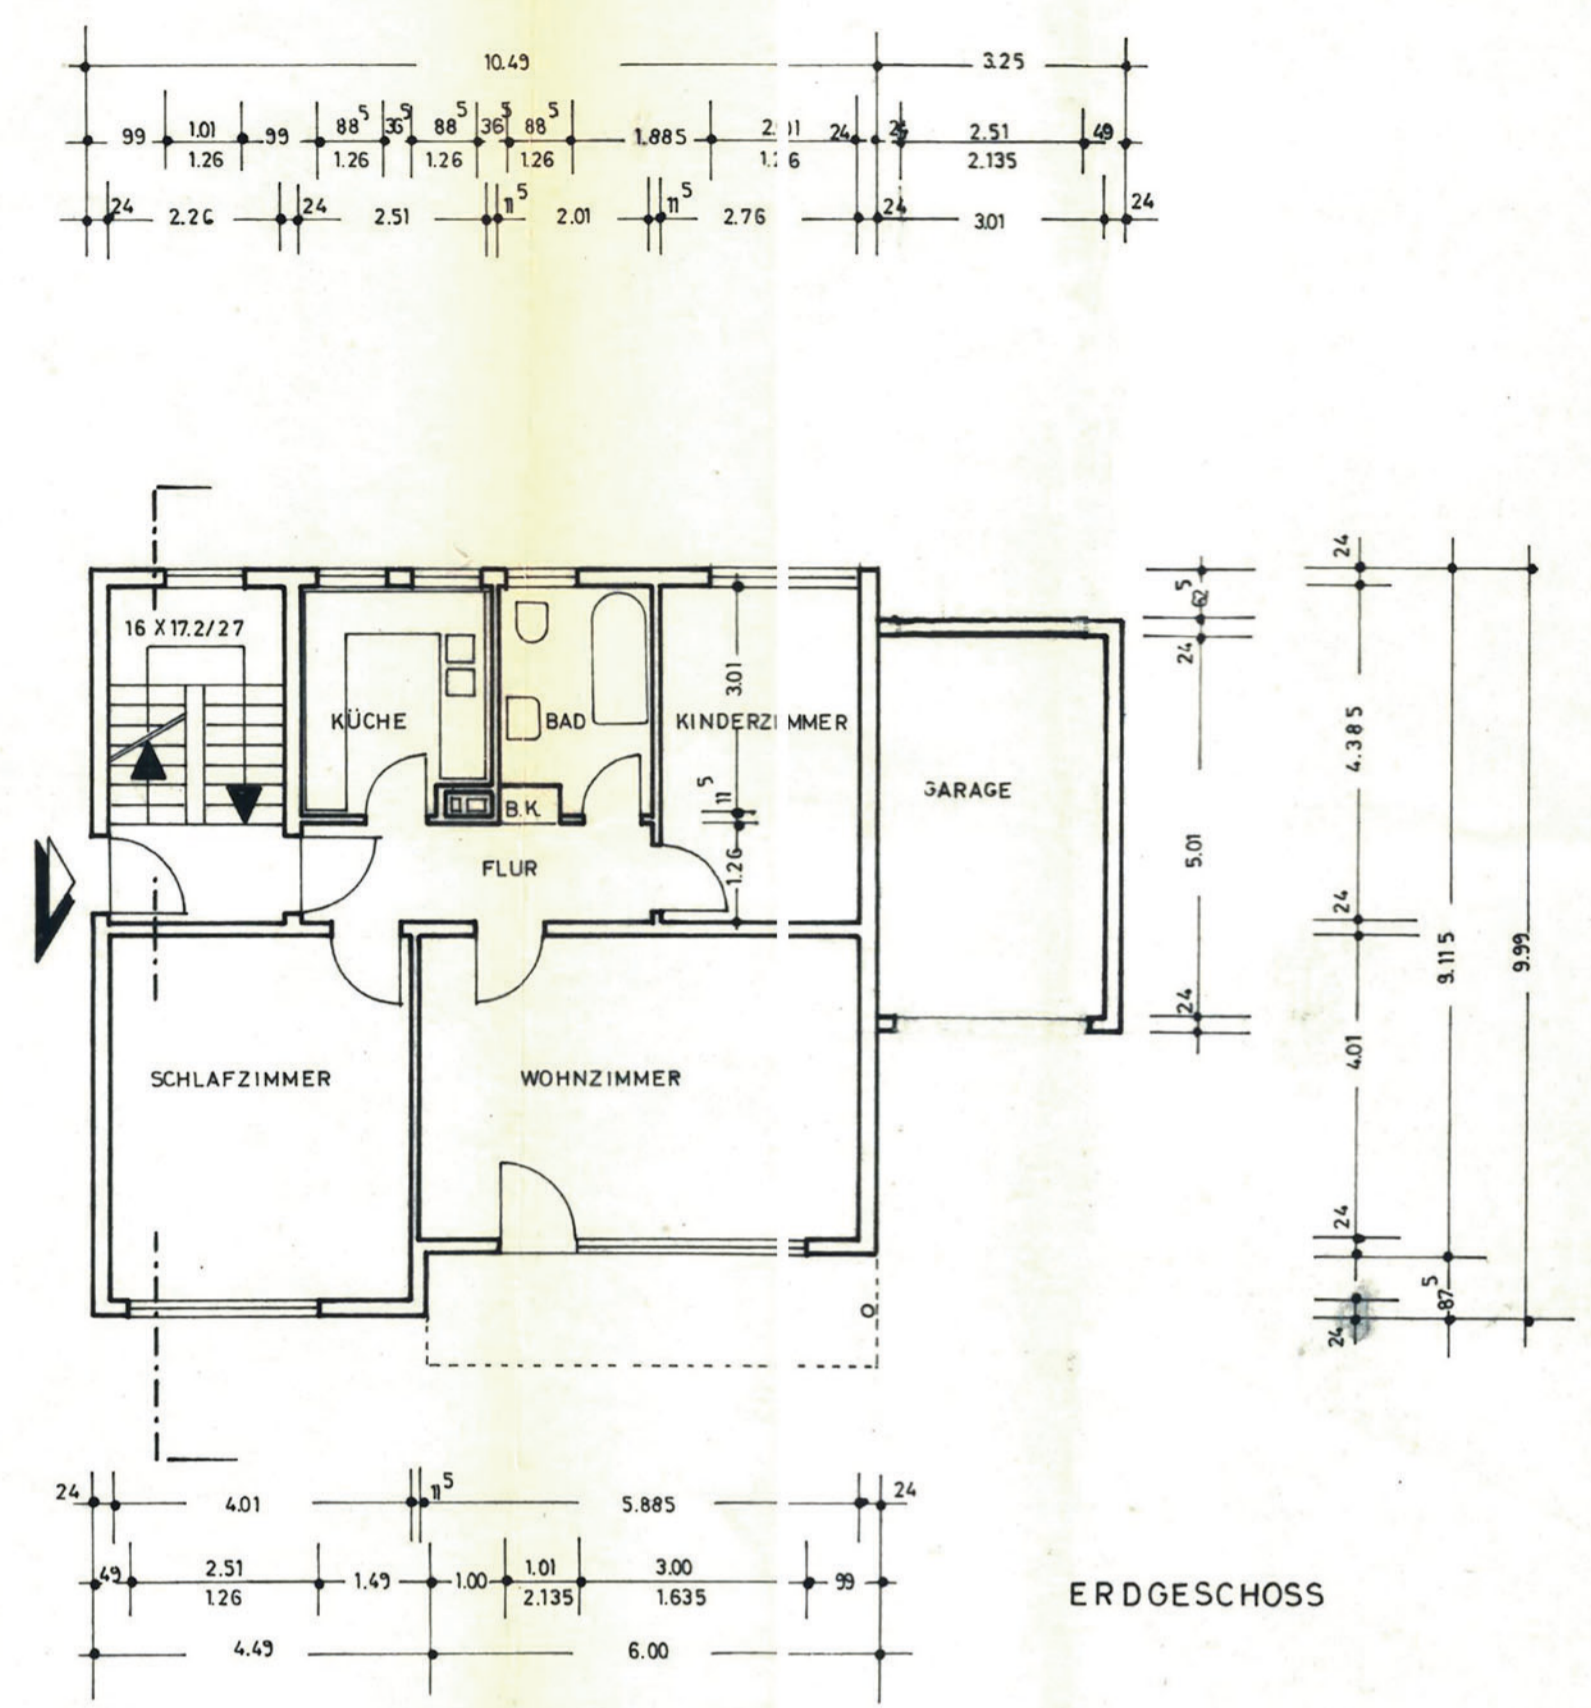 10.49 3.25
99 1.01 99 88⁵ 36⁵ 88⁵ 36⁵ 88⁵ 1.885 24 2.51 49
1.26 1.26 1.26 1.26 2.135
24 2.26 24 2.51 11⁵ 2.01 11⁵ 2.76 24 3.01 24
16 X 17.2/27
KÜCHE
BAD
KINDERZIMMER
3.01
11⁵
1.26
B.K.
FLUR
GARAGE
SCHLAFZIMMER
WOHNZIMMER
62⁵
24
5.01
24
24
4.385
24
4.01
24
24
9.115
87⁵
9.99
24 4.01 11⁵ 5.885 24
49 2.51 1.49 1.00 1.01 3.00 99
1.26 2.135 1.635
4.49 6.00
ERDGESCHOSS